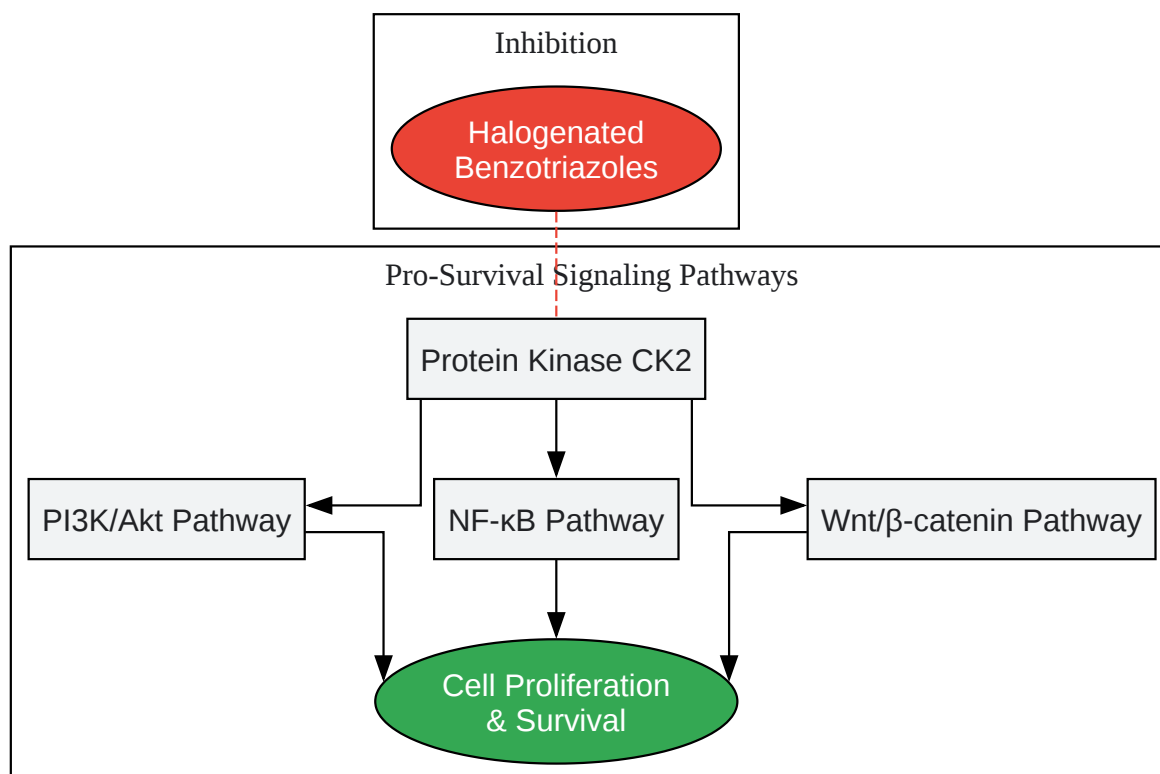 Inhibition
Halogenated
Benzotriazoles
Pro-Survival Signaling Pathways
Protein Kinase CK2
PI3K/Akt Pathway
NF-κB Pathway
Wnt/β-catenin Pathway
Cell Proliferation
& Survival